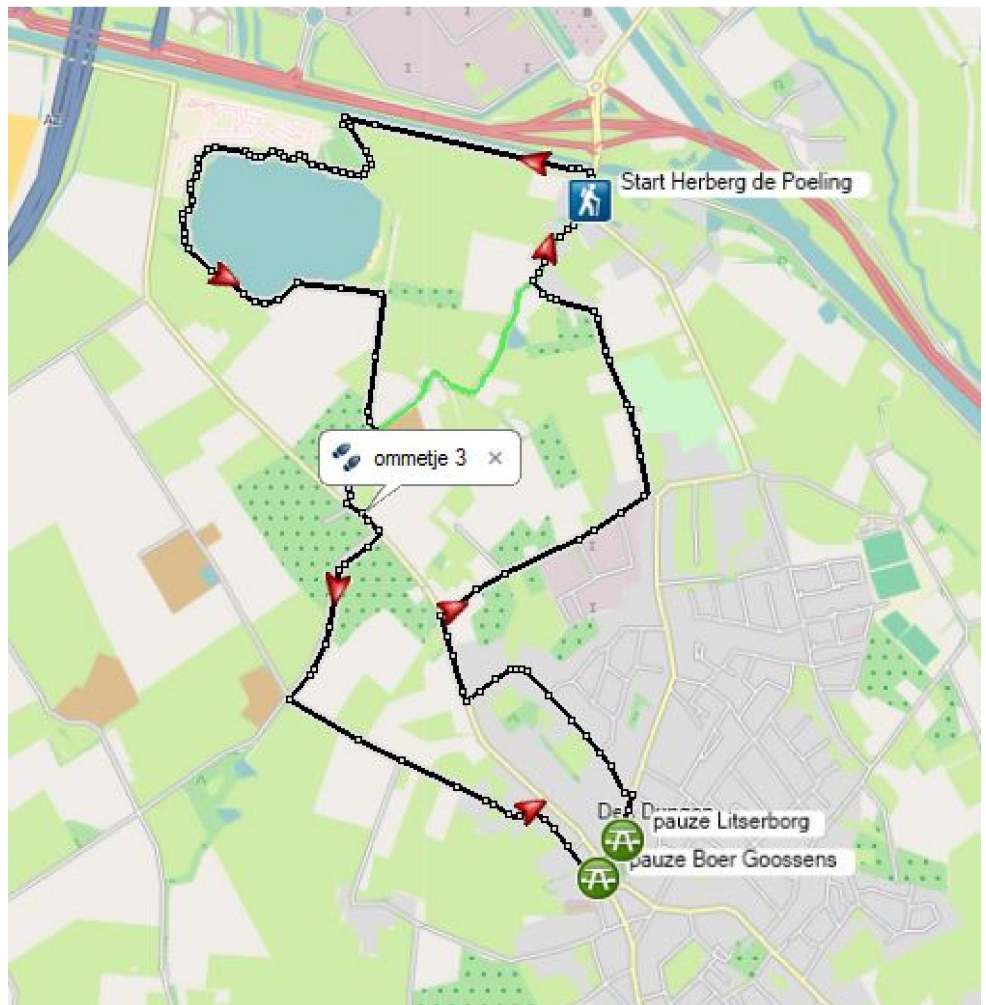 A2
Start Herberg de Poeling
ommetje 3 ×
pauze Litserborg
pauze Boer Goossens